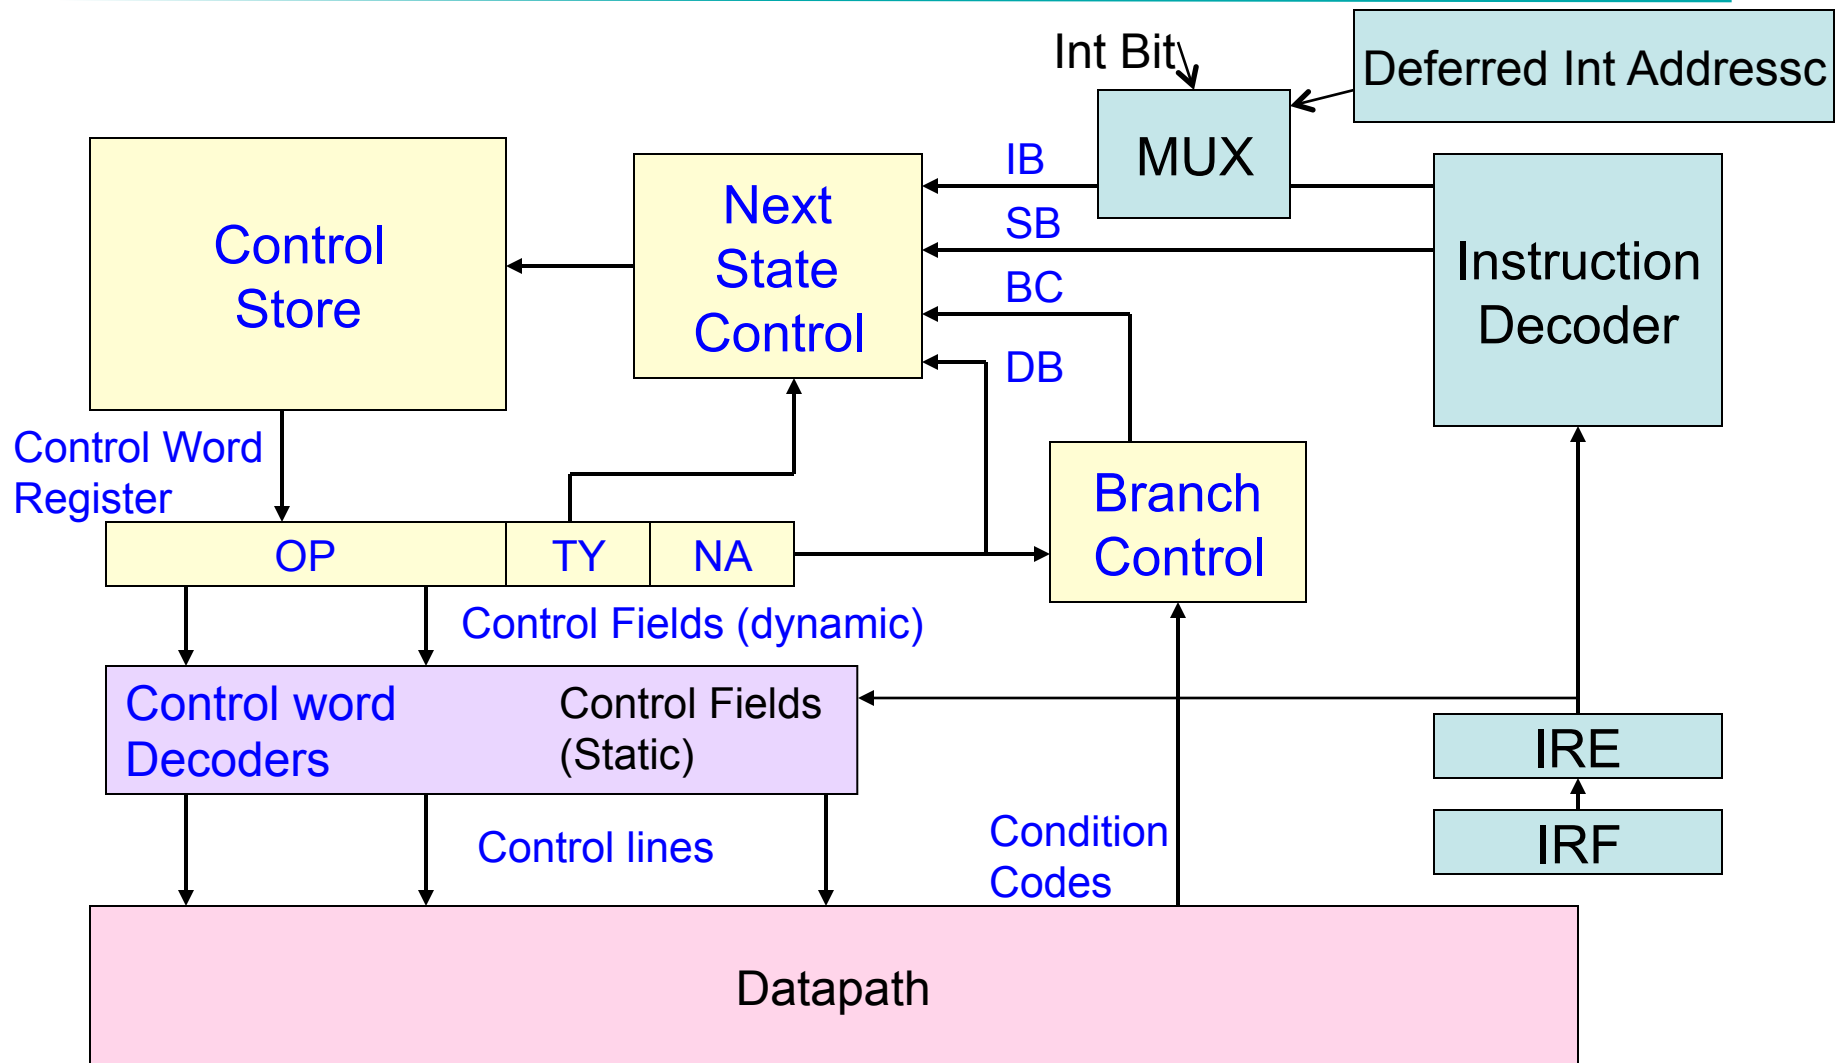 Int Bit
Deferred Int Addressc
MUX
IB
SB
BC
DB
Control
Store
Next
State
Control
Instruction
Decoder
Control Word
Register
OP
TY
NA
Branch
Control
Control Fields (dynamic)
Control word
Decoders
Control Fields
(Static)
IRE
IRF
Control lines
Condition
Codes
Datapath